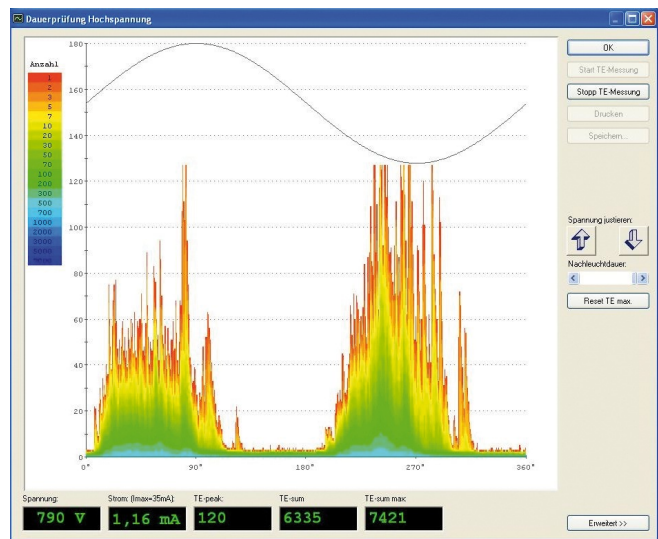 Dauerprüfung Hochspannung
Anzahl
1
2
3
5
7
10
20
30
50
70
100
200
300
500
700
1000
2000
3000
5000
180
160
140
120
100
80
60
40
20
0
0° 90° 180° 270° 360°
OK
Start TE-Messung
Stopp TE-Messung
Drucken
Speichern...
Spannung justieren:
Nachleuchtdauer:
Reset TE max.
Spannung: Strom: (Imax=35mA): TE-peak: TE-sum TE-sum max:
790 V 1,16 mA 120 6335 7421
Erweitert >>